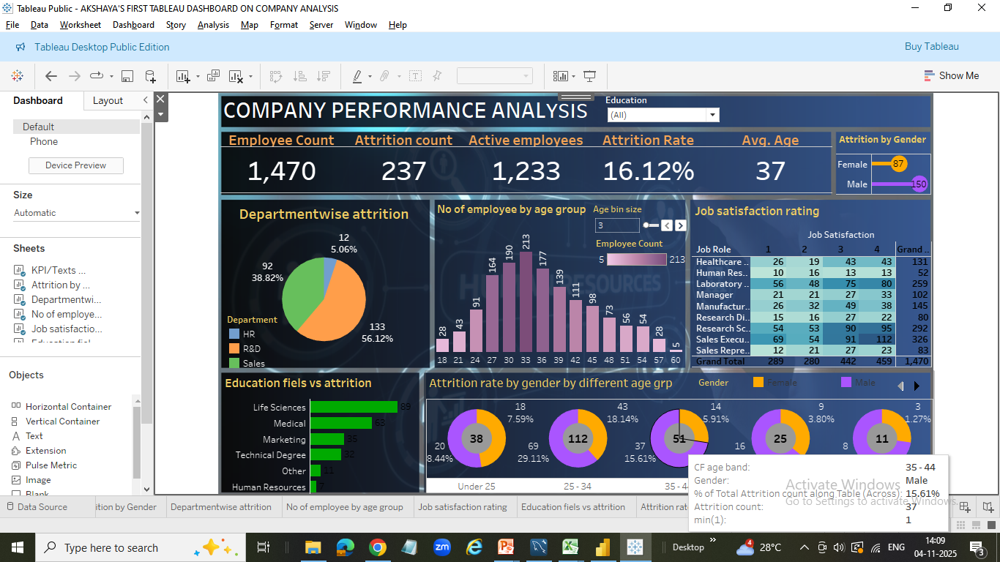 Tableau Public - AKSHAYA'S FIRST TABLEAU DASHBOARD ON COMPANY ANALYSIS
File Data Worksheet Dashboard Story Analysis Map Format Server Window Help
Tableau Desktop Public Edition
Buy Tableau
Show Me
Dashboard Layout
Default
Phone
Device Preview
Size
Automatic
Sheets
KPI/Texts ...
Attrition by ...
Departmentwi...
No of employe...
Job satisfactio...
Objects
Horizontal Container
Vertical Container
Text
Extension
Pulse Metric
Image
Blank
COMPANY PERFORMANCE ANALYSIS
Education
(All)
Employee Count Attrition count Active employees Attrition Rate Avg. Age
1,470 237 1,233 16.12% 37
Attrition by Gender
Female 87
Male 150
Departmentwise attrition
12
5.06%
92
38.82%
133
56.12%
Department
HR
R&D
Sales
No of employee by age group
Age bin size
3
Employee Count
5 213
28 43 91 164 190 213 177 139 111 98 73 56 54 28 5
18 21 24 27 30 33 36 39 42 45 48 51 54 57 60
HUMAN RESOURCES
Job satisfaction rating
Job Satisfaction
Job Role 1 2 3 4 Grand ..
Healthcare .. 26 19 43 43 131
Human Res.. 10 16 13 13 52
Laboratory .. 56 48 75 80 259
Manager 21 21 27 33 102
Manufactur.. 26 32 49 38 145
Research Di.. 15 16 27 22 80
Research Sc.. 54 53 90 95 292
Sales Execu.. 69 54 91 112 326
Sales Repre.. 12 21 27 23 83
Grand Total 289 280 442 459 1,470
Education fiels vs attrition
Life Sciences 89
Medical 63
Marketing 35
Technical Degree 32
Other 11
Human Resources 7
Attrition rate by gender by different age grp
Gender Female Male
18 43 14 9 3
7.59% 18.14% 5.91% 3.80% 1.27%
38 112 51 25 11
20 69 37 16 8
8.44% 29.11% 15.61%
Under 25 25 - 34 35 - 44
CF age band: 35 - 44
Gender: Male
% of Total Attrition count along Table (Across): 15.61%
Attrition count: 37
min(1): 1
Activate Windows
Go to Settings to activate Windows.
Data Source ition by Gender Departmentwise attrition No of employee by age group Job satisfaction rating Education fiels vs attrition Attrition rat
Type here to search
zm
Desktop
28°C
ENG
14:09
04-11-2025
3